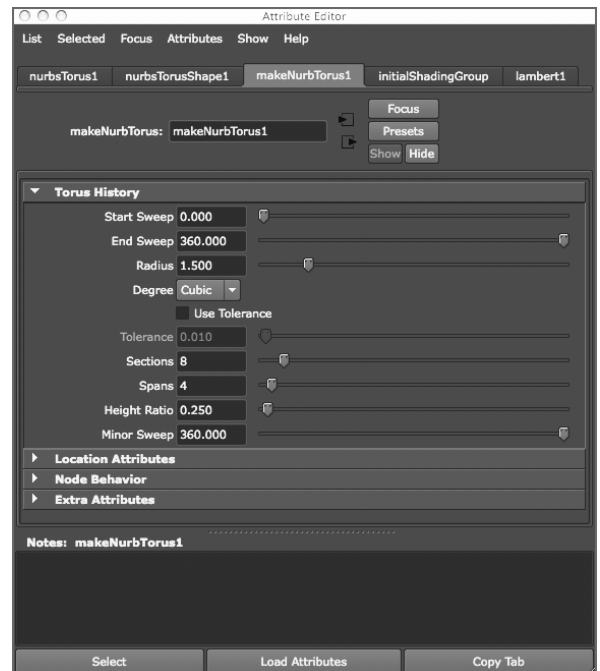 Attribute Editor
List Selected Focus Attributes Show Help
nurbsTorus1 nurbsTorusShape1 makeNurbTorus1 initialShadingGroup lambert1
makeNurbTorus: makeNurbTorus1
Focus
Presets
Show Hide
Torus History
Start Sweep 0.000
End Sweep 360.000
Radius 1.500
Degree Cubic
Use Tolerance
Tolerance 0.010
Sections 8
Spans 4
Height Ratio 0.250
Minor Sweep 360.000
Location Attributes
Node Behavior
Extra Attributes
Notes: makeNurbTorus1
Select Load Attributes Copy Tab